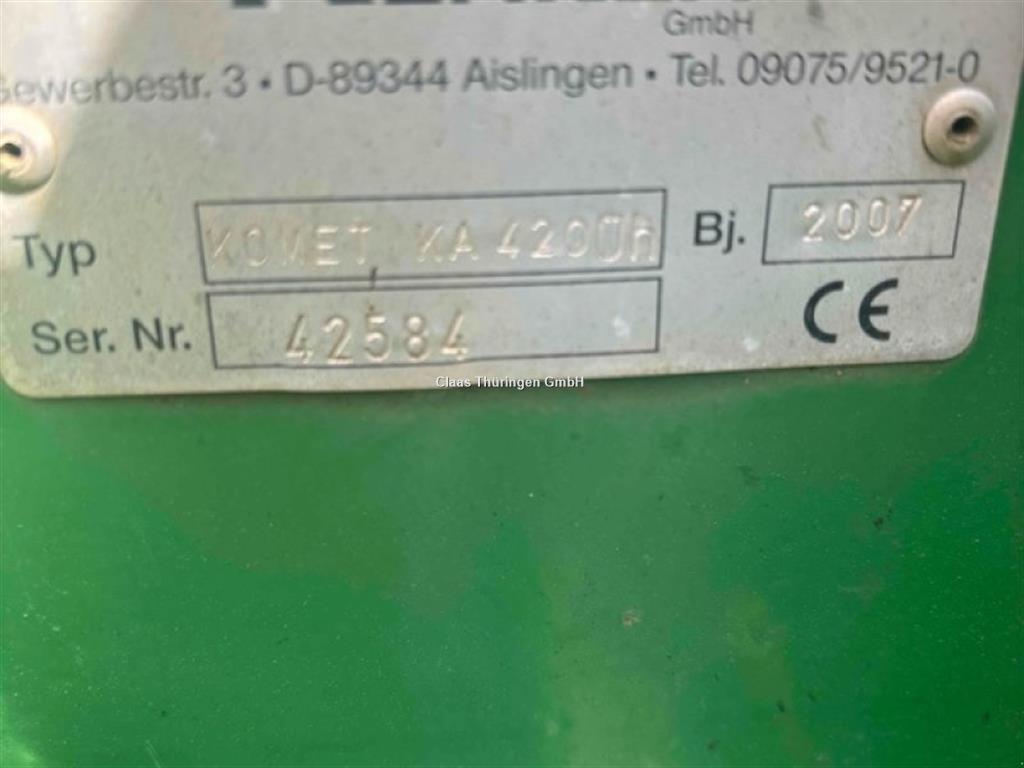 GmbH
Gewerbestr. 3 • D-89344 Aislingen • Tel. 09075/9521-0
Typ KOMET KA 420Üh Bj. 2007
Ser. Nr. 42584 CE
Claas Thüringen GmbH